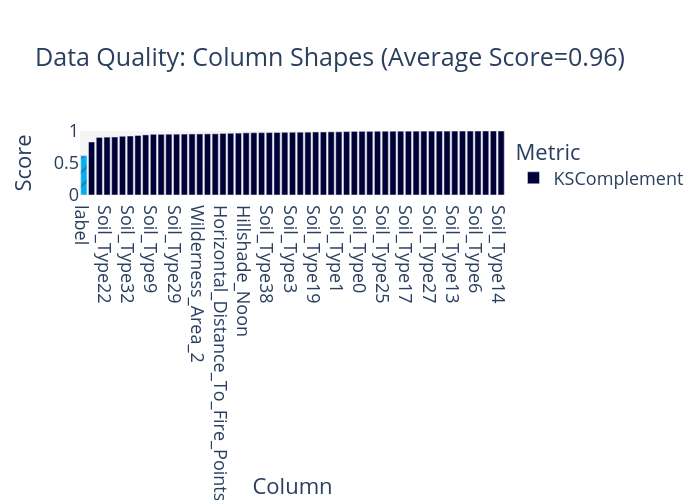 Data Quality: Column Shapes (Average Score=0.96)
Score
1
0.5
0
label
Soil_Type22
Soil_Type32
Soil_Type9
Soil_Type29
Wilderness_Area_2
Horizontal_Distance_To_Fire_Points
Hillshade_Noon
Soil_Type38
Soil_Type3
Soil_Type19
Soil_Type1
Soil_Type0
Soil_Type25
Soil_Type17
Soil_Type27
Soil_Type13
Soil_Type6
Soil_Type14
Column
Metric
KSComplement